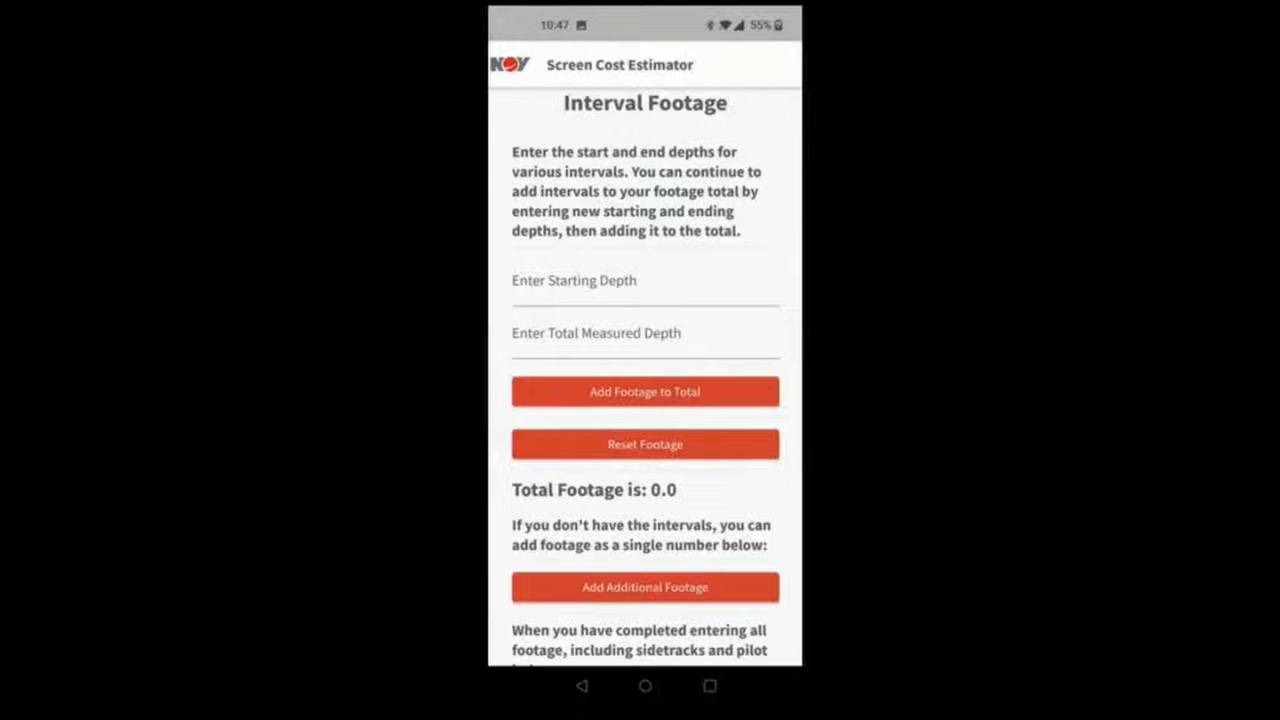 10:47 55%
NOV Screen Cost Estimator
Interval Footage
Enter the start and end depths for
various intervals. You can continue to
add intervals to your footage total by
entering new starting and ending
depths, then adding it to the total.
Enter Starting Depth
Enter Total Measured Depth
Add Footage to Total
Reset Footage
Total Footage is: 0.0
If you don't have the intervals, you can
add footage as a single number below:
Add Additional Footage
When you have completed entering all
footage, including sidetracks and pilot